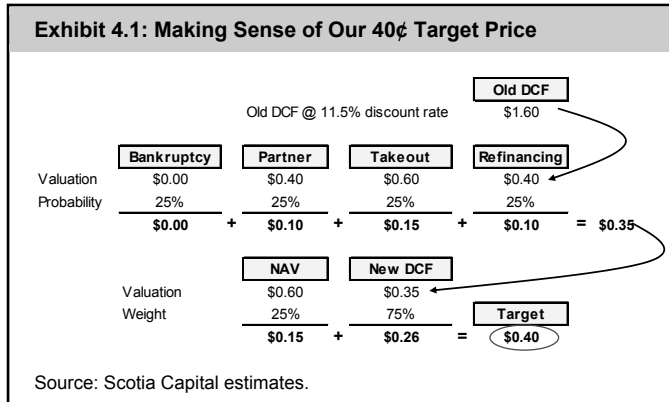 Exhibit 4.1: Making Sense of Our 40¢ Target Price
Old DCF
Old DCF @ 11.5% discount rate $1.60
Bankruptcy Partner Takeout Refinancing
Valuation $0.00 $0.40 $0.60 $0.40
Probability 25% 25% 25% 25%
$0.00 + $0.10 + $0.15 + $0.10 = $0.35
NAV New DCF
Valuation $0.60 $0.35
Weight 25% 75% Target
$0.15 + $0.26 = $0.40
Source: Scotia Capital estimates.